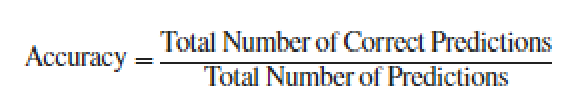 Accuracy = Total Number of Correct Predictions
Total Number of Predictions